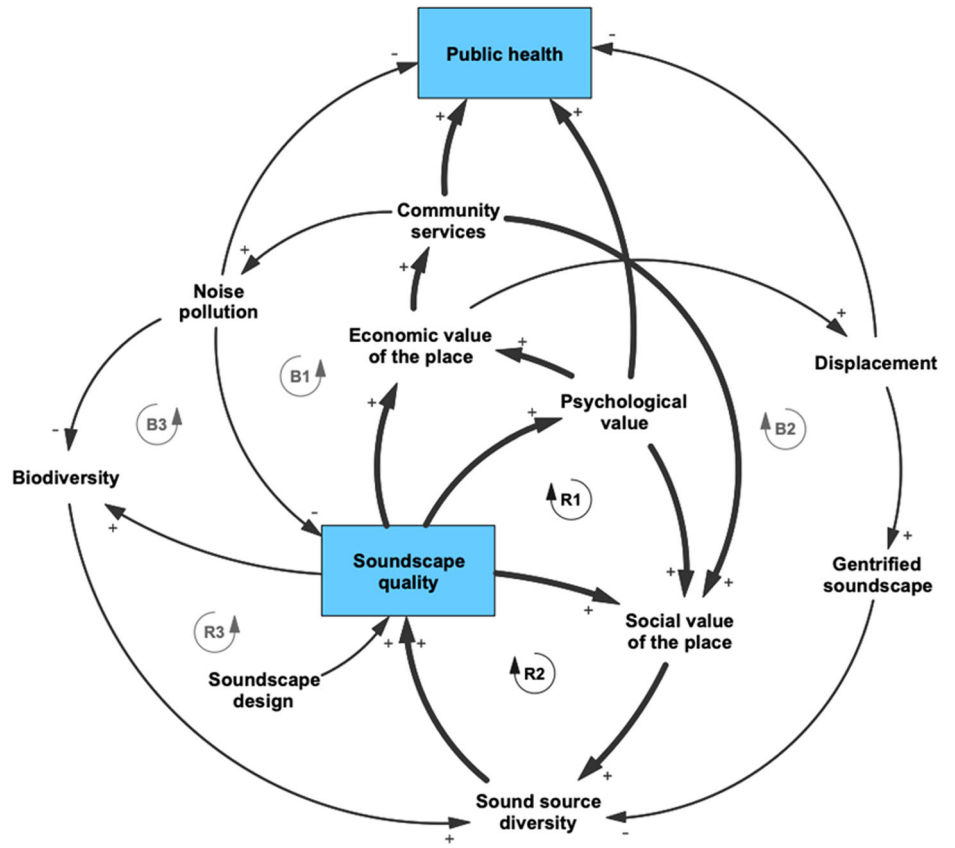 Public health
-
-
+
+
Community
services
+
+
Noise
pollution
Economic value
of the place
+
+
Displacement
B1
+
Psychological
value
+
B3
B2
-
Biodiversity
R1
-
+
+
Soundscape
quality
Gentrified
soundscape
+
+
+
Social value
of the place
R3
+
+
R2
Soundscape
design
+
Sound source
diversity
+
-